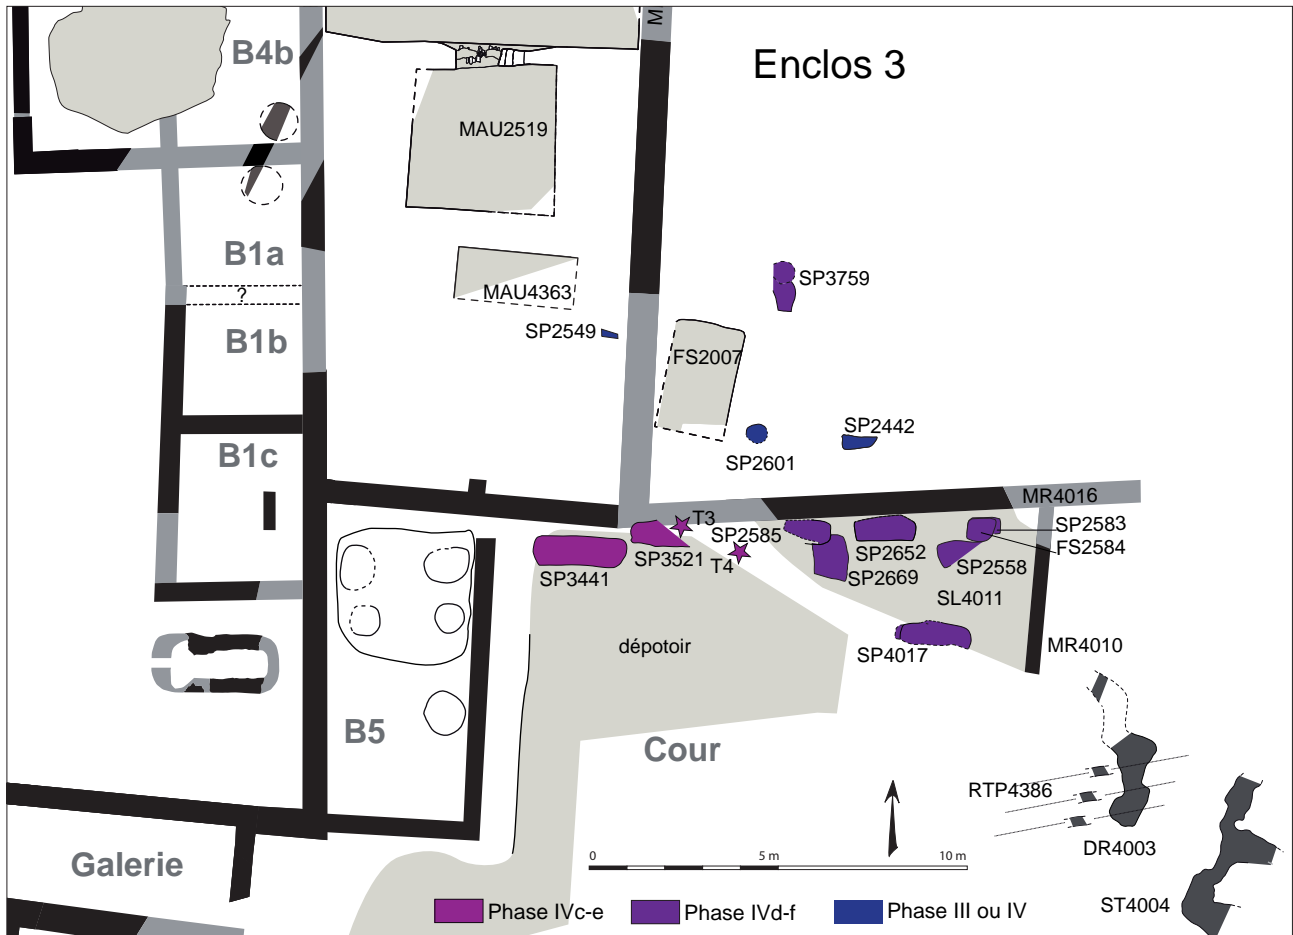 M
Enclos 3
B4b
MAU2519
B1a
SP3759
?
MAU4363
SP2549
B1b
FS2007
SP2442
B1c
SP2601
MR4016
T3
SP2585
SP2583
FS2584
SP3441
SP3521
T4
SP2652
SP2669
SP2558
SL4011
dépotoir
SP4017
MR4010
B5
Cour
RTP4386
DR4003
0 5 m 10 m
Galerie
ST4004
Phase IVc-e
Phase IVd-f
Phase III ou IV